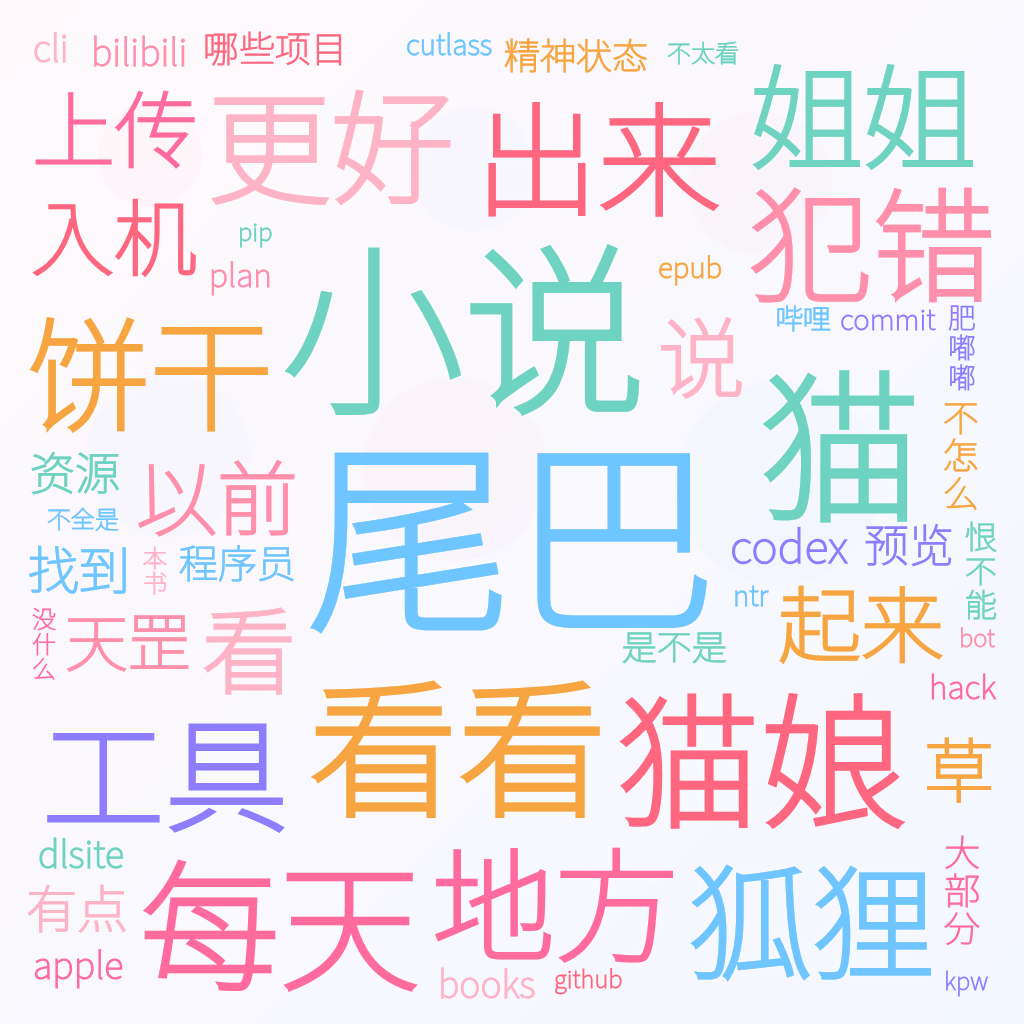 cli
bilibili
哪些项目
cutlass
精神状态
不太看
上传
更好
出来
姐姐
入机
pip
plan
小说
epub
犯错
哔哩
commit
肥嘟嘟
饼干
说
猫
不怎么
资源
以前
尾巴
不全是
找到
本书
程序员
codex
预览
恨不能
ntr
没什么
天罡
看
是不是
起来
bot
hack
工具
看看
猫娘
草
dlsite
有点
每天
地方
狐狸
大部分
apple
books
github
kpw